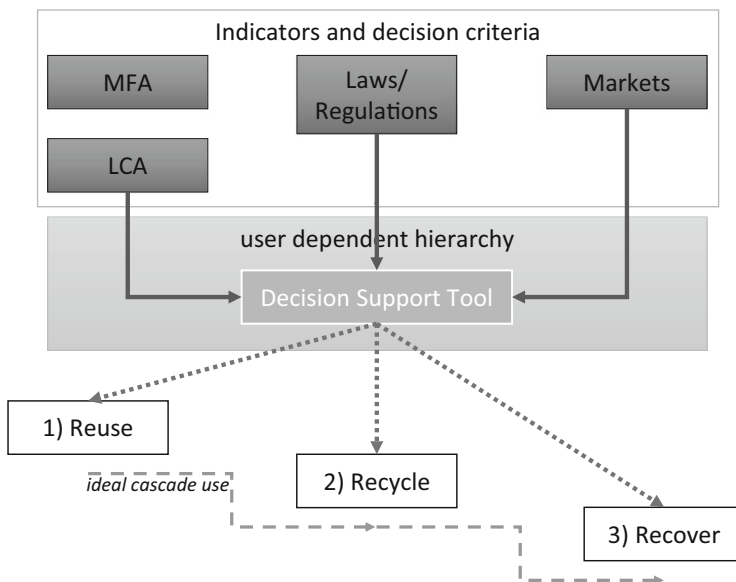 Indicators and decision criteria
MFA
Laws/
Regulations
Markets
LCA
user dependent hierarchy
Decision Support Tool
1) Reuse
ideal cascade use
2) Recycle
3) Recover